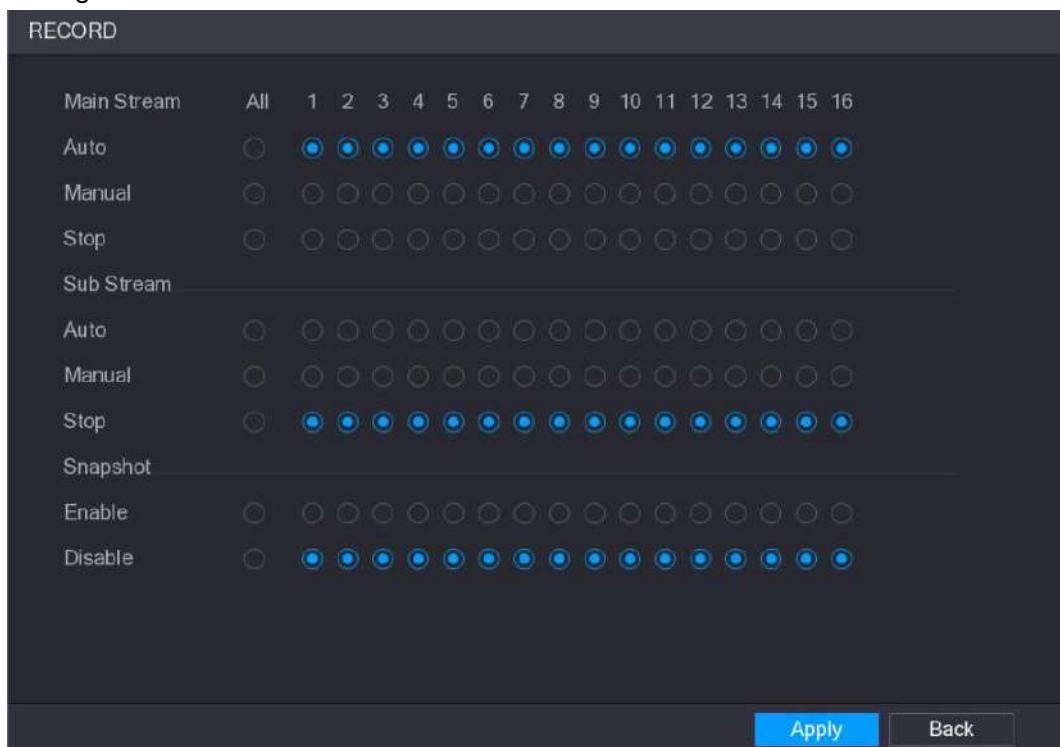 RECORD
Main Stream All 1 2 3 4 5 6 7 8 9 10 11 12 13 14 15 16
Auto
Manual
Stop
Sub Stream
Auto
Manual
Stop
Snapshot
Enable
Disable
Apply Back